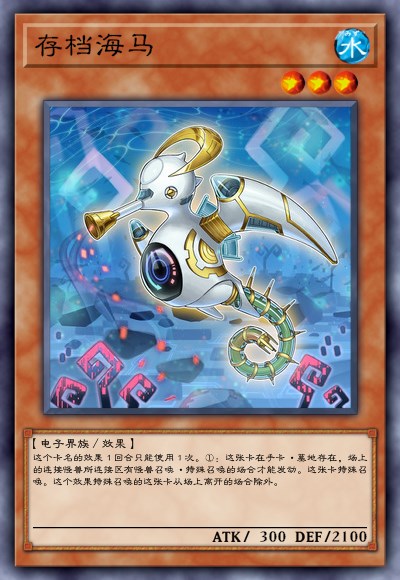 存档海马
水
【电子界族／效果】
这个卡名的效果1回合只能使用1次。①：这张卡在手卡·墓地存在，场上
的连接怪兽所连接区有怪兽召唤·特殊召唤的场合才能发动。这张卡特殊召
唤。这个效果特殊召唤的这张卡从场上离开的场合除外。
ATK/ 300 DEF/2100